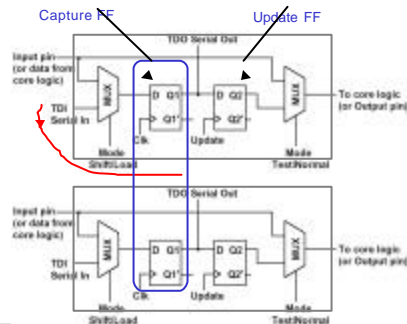 Capture FF
Update FF
TDO Serial Out
Input pin
(or data from
core logic)
MUX
D Q1
Q1'
D Q2
Q2'
MUX
To core logic
(or Output pin)
TDI
Serial In
Clk
Update
Mode
Shift/Load
Mode
Test/Normal
TDO Serial Out
Input pin
(or data from
core logic)
MUX
D Q1
Q1'
D Q2
Q2'
MUX
To core logic
(or Output pin)
TDI
Serial In
Clk
Update
Mode
Shift/Load
Mode
Test/Normal